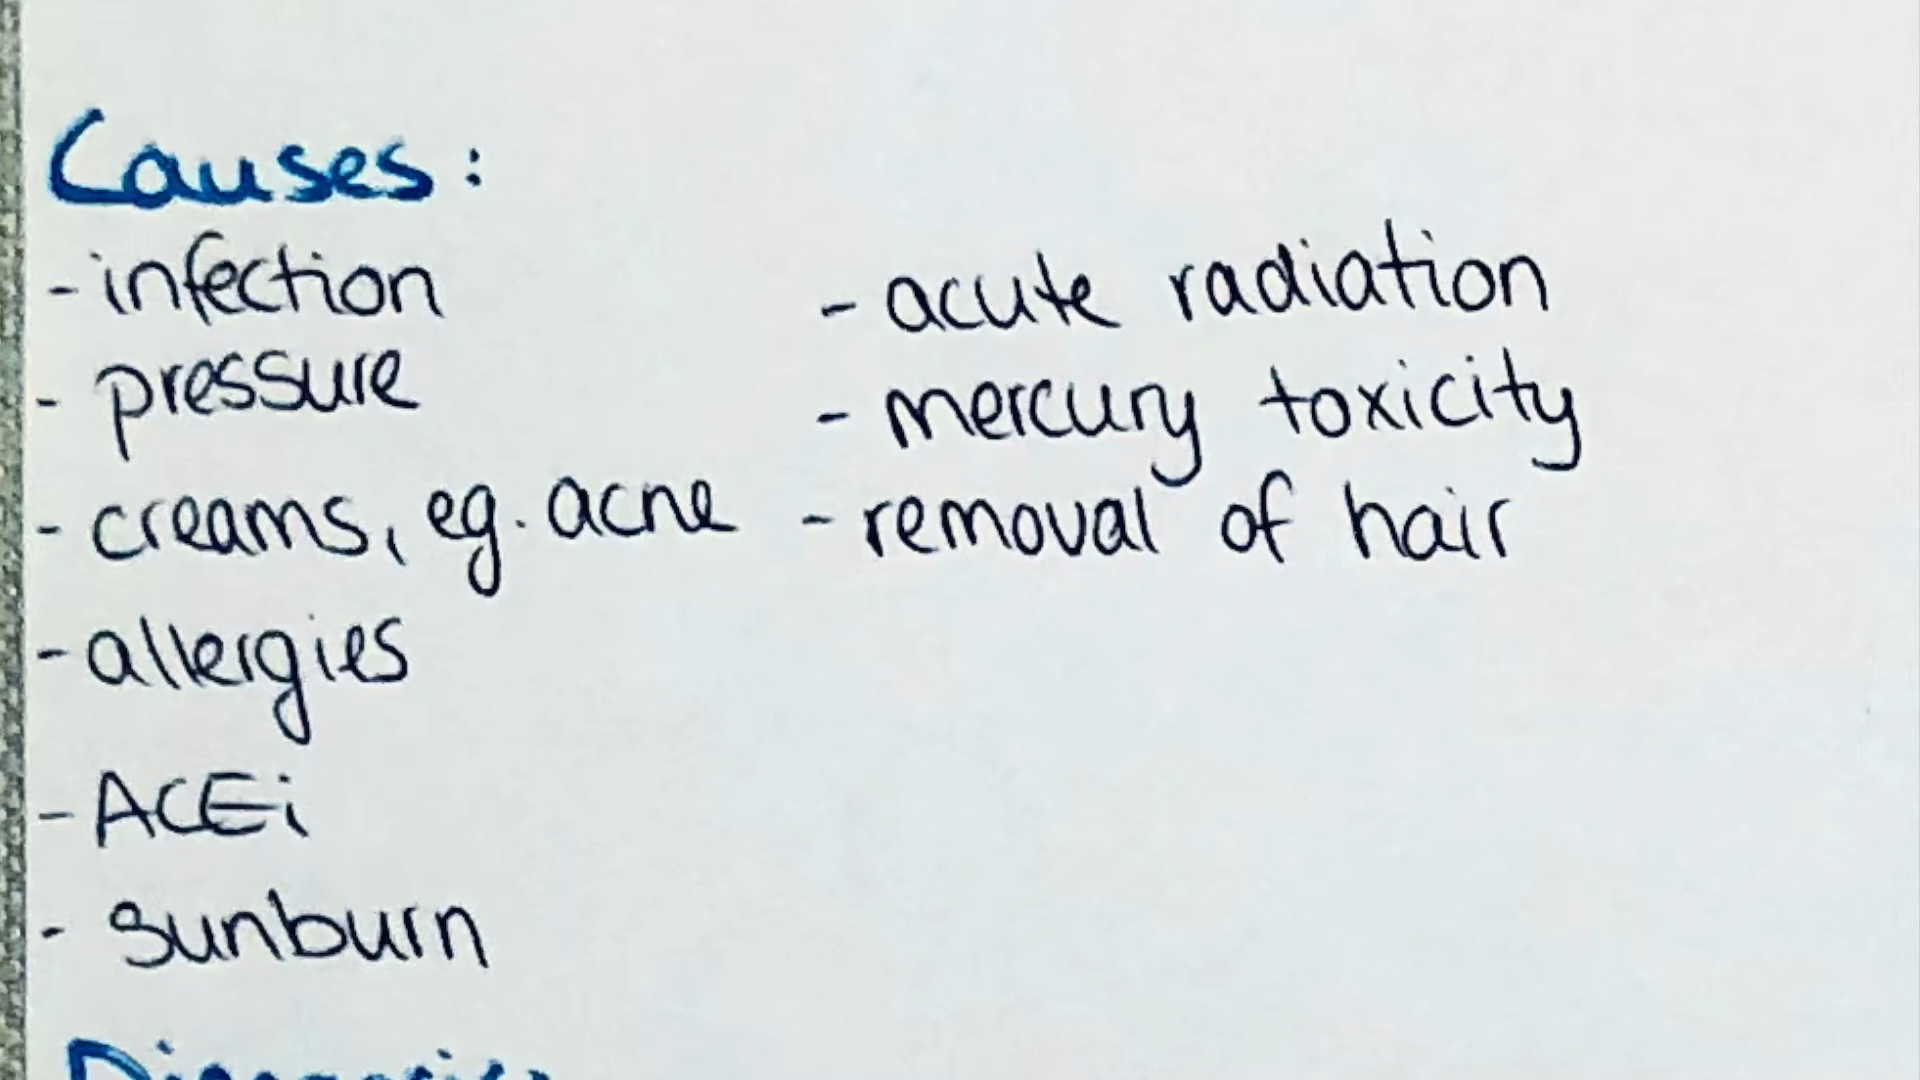 Causes:
- infection
- pressure
- creams, eg. acne
- allergies
- ACEi
- sunburn
- acute radiation
- mercury toxicity
- removal of hair